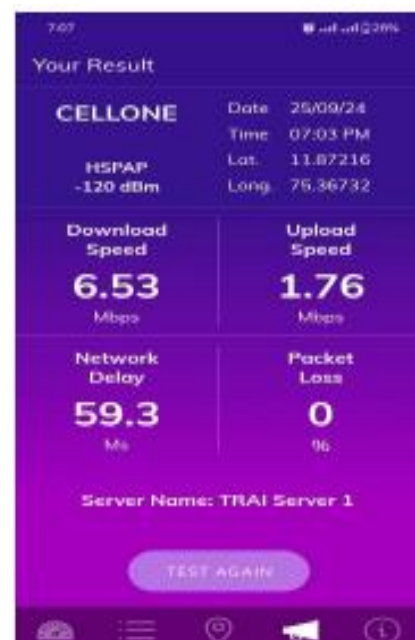 7:07
26%
Your Result
CELLONE
HSPAP
-120 dBm
Date 25/09/24
Time 07:03 PM
Lat. 11.87216
Long. 75.36732
Download Speed
6.53
Mbps
Upload Speed
1.76
Mbps
Network Delay
59.3
Ms
Packet Loss
0
%
Server Name: TRAI Server 1
TEST AGAIN